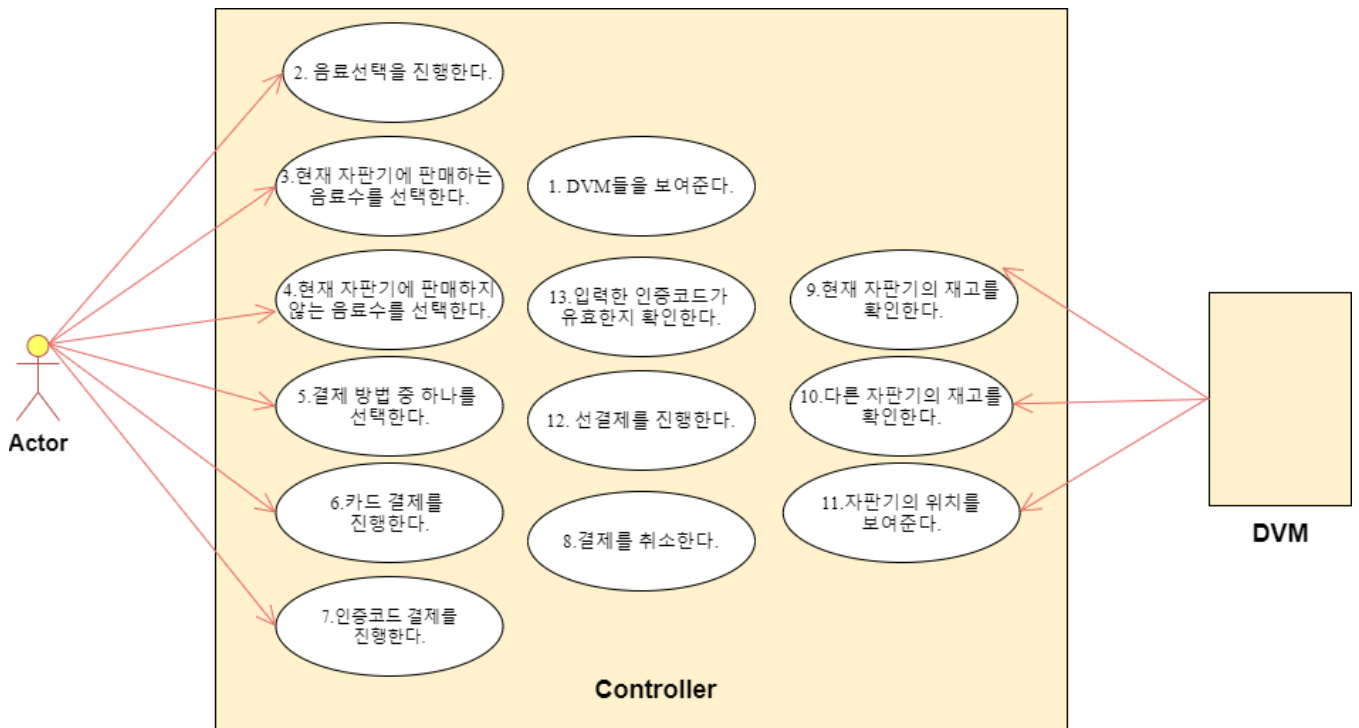 2. 음료선택을 진행한다.
3.현재 자판기에 판매하는
음료수를 선택한다.
4.현재 자판기에 판매하지
않는 음료수를 선택한다.
5.결제 방법 중 하나를
선택한다.
6.카드 결제를
진행한다.
7.인증코드 결제를
진행한다.
1. DVM들을 보여준다.
13.입력한 인증코드가
유효한지 확인한다.
12. 선결제를 진행한다.
8.결제를 취소한다.
9.현재 자판기의 재고를
확인한다.
10.다른 자판기의 재고를
확인한다.
11.자판기의 위치를
보여준다.
Actor
DVM
Controller